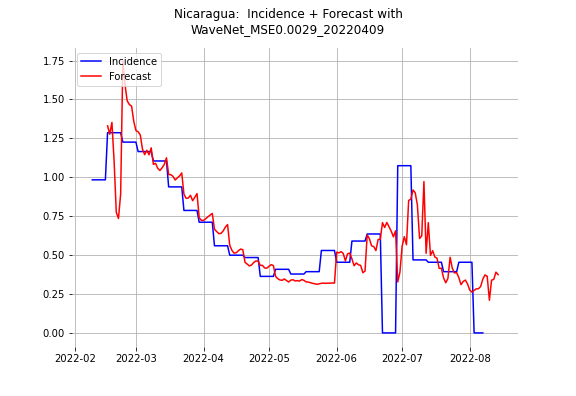 Nicaragua:  Incidence + Forecast with
WaveNet_MSE0.0029_20220409
Incidence
Forecast
1.75
1.50
1.25
1.00
0.75
0.50
0.25
0.00
2022-02 2022-03 2022-04 2022-05 2022-06 2022-07 2022-08